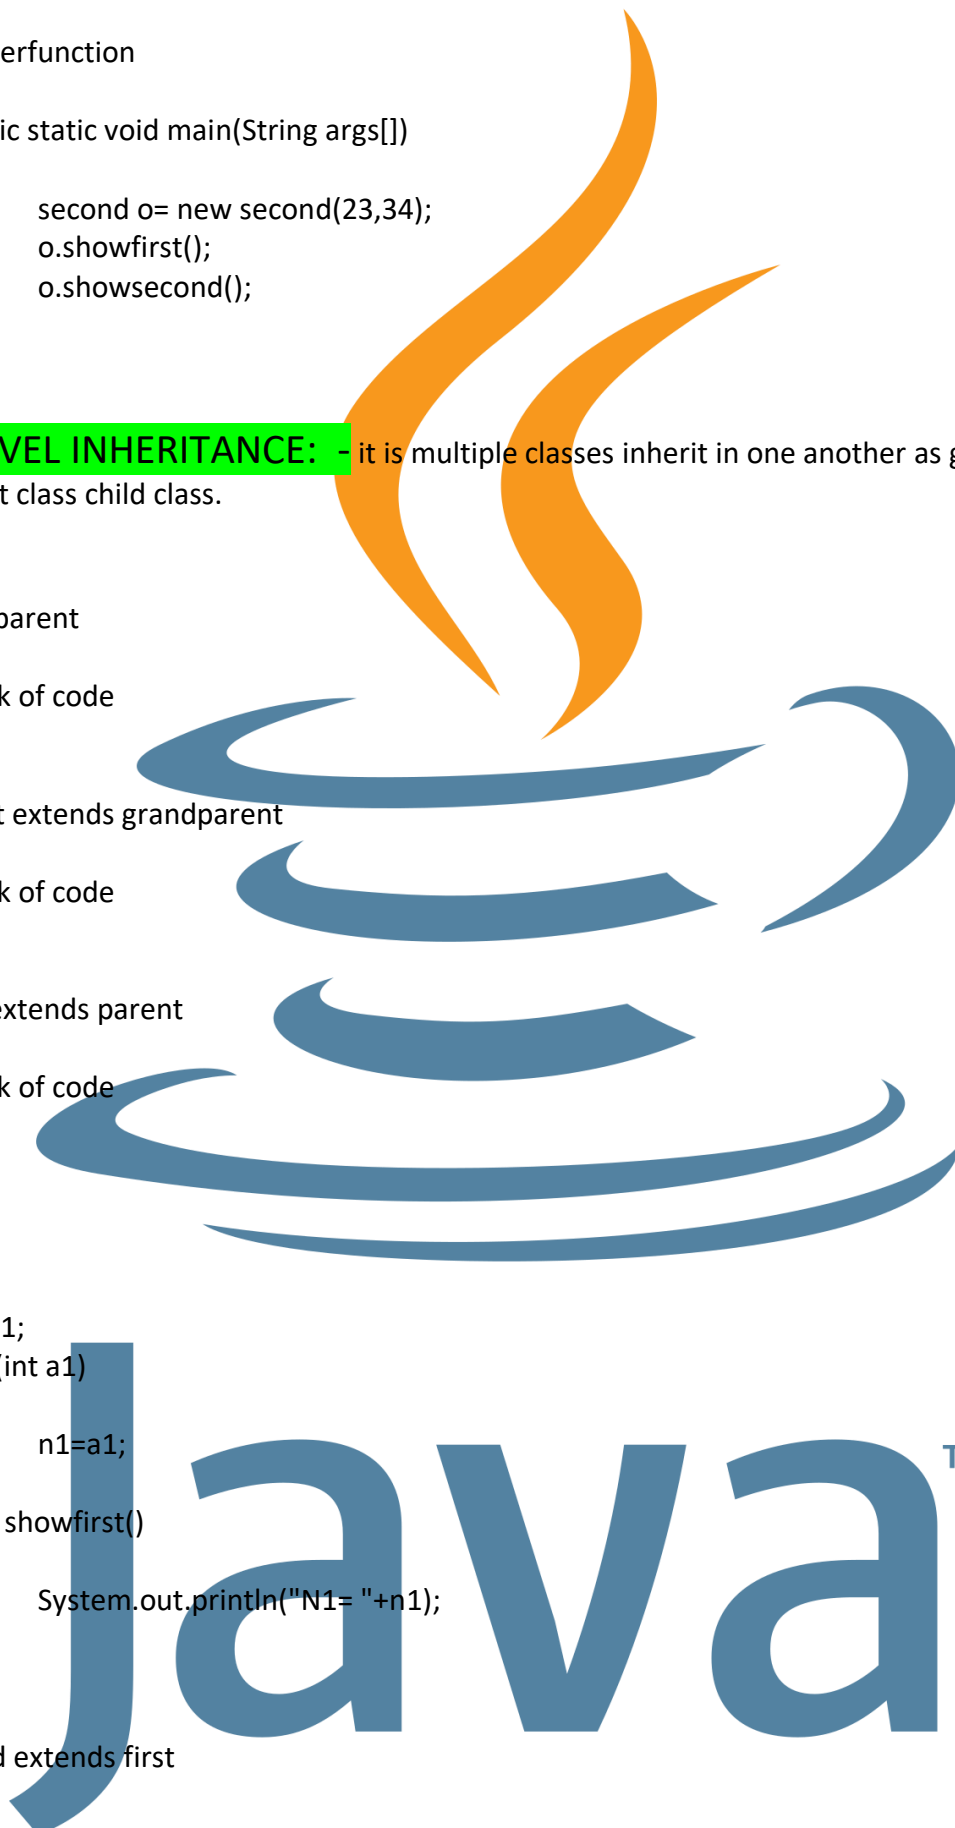 erfunction
ic static void main(String args[])
second o= new second(23,34);
o.showfirst();
o.showsecond();
VEL INHERITANCE: - it is multiple classes inherit in one another as g
t class child class.
parent
k of code
t extends grandparent
k of code
extends parent
k of code
1;
(int a1)
n1=a1;
showfirst()
System.out.println("N1= "+n1);
d extends first
Java